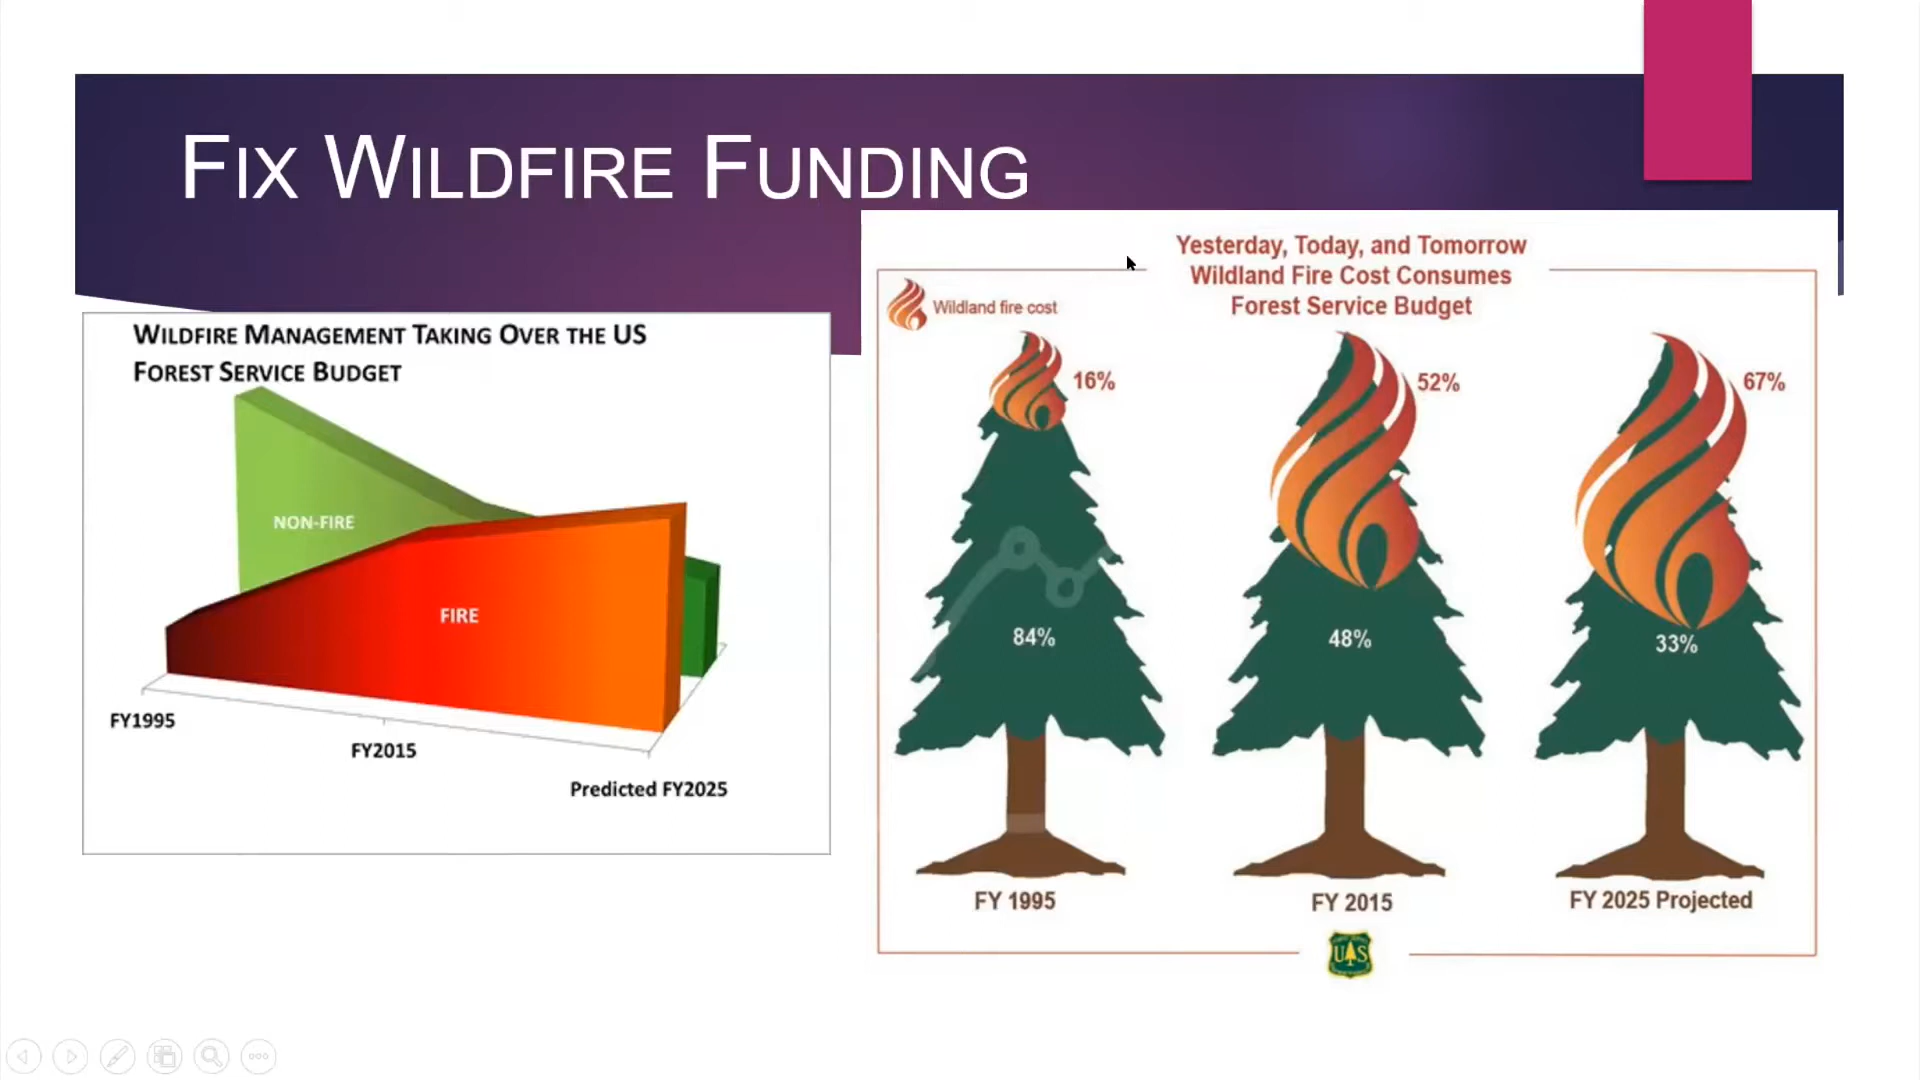 FIX WILDFIRE FUNDING
WILDFIRE MANAGEMENT TAKING OVER THE US
FOREST SERVICE BUDGET
NON-FIRE
FIRE
FY1995
FY2015
Predicted FY2025
Yesterday, Today, and Tomorrow
Wildland Fire Cost Consumes
Forest Service Budget
Wildland fire cost
16%
52%
67%
84%
48%
33%
FY 1995
FY 2015
FY 2025 Projected
U S